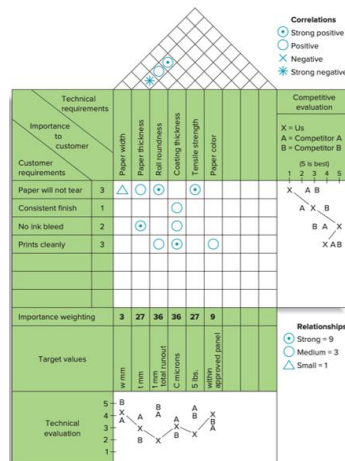 Correlations
Strong positive
Positive
Negative
Strong negative
Technical
requirements
Importance
to
customer
Customer
requirements
Paper width
Paper thickness
Roll roundness
Coating thickness
Tensile strength
Paper color
Competitive
evaluation
X = Us
A = Competitor A
B = Competitor B
(5 is best)
1 2 3 4 5
Paper will not tear 3
X A B
Consistent finish 1
A X B
No ink bleed 2
B A X
Prints cleanly 3
X A B
Importance weighting 3 27 36 36 27 9
Relationships
Strong = 9
Medium = 3
Small = 1
Target values
w mm
t mm
1 mm
total runout
C microns
5 lbs.
within
approved panel
Technical
evaluation
5
4
3
2
1
B
X
A
A
X
B
B
A
X
A
X
B
A
B
X
X
B
A